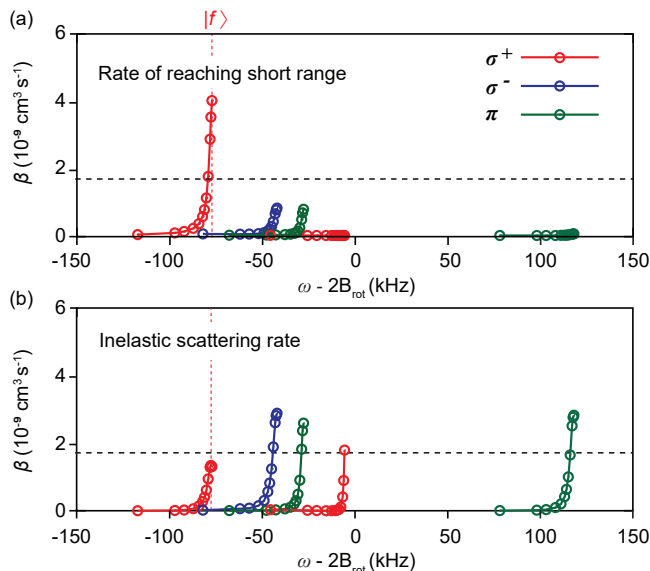 (a)
|f⟩
6
4
2
0
β (10⁻⁹ cm³ s⁻¹)
Rate of reaching short range
σ⁺
σ⁻
π
-150 -100 -50 0 50 100 150
ω - 2B_rot (kHz)
(b)
6
4
2
0
β (10⁻⁹ cm³ s⁻¹)
Inelastic scattering rate
-150 -100 -50 0 50 100 150
ω - 2B_rot (kHz)